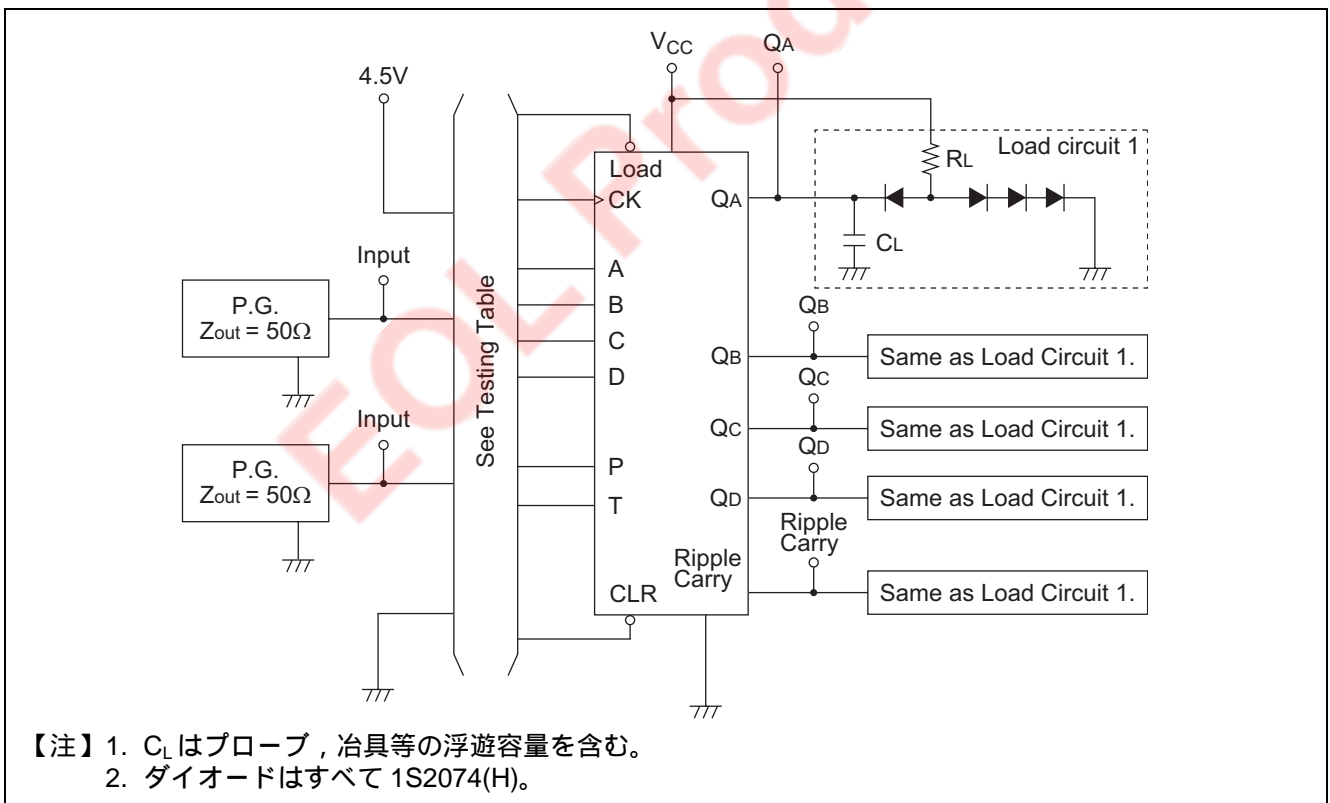 EOL Prod
4.5V
VCC
QA
Load circuit 1
RL
CL
Load
CK
QA
Input
P.G.
Zout = 50Ω
See Testing Table
A
B
C
D
QB
QB
Same as Load Circuit 1.
QC
QC
Same as Load Circuit 1.
Input
P.G.
Zout = 50Ω
P
T
QD
QD
Same as Load Circuit 1.
Ripple
Carry
Ripple
Carry
Same as Load Circuit 1.
CLR
【注】1. CLはプローブ,冶具等の浮遊容量を含む。
2. ダイオードはすべて 1S2074(H)。